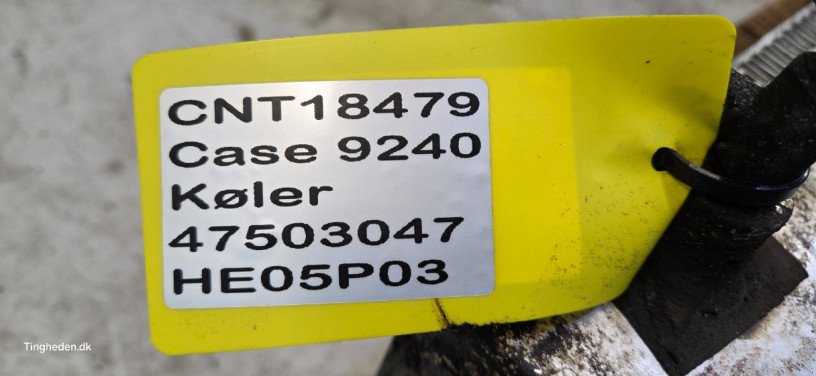 CNT18479
Case 9240
Køler
47503047
HE05P03
Tingheden.dk